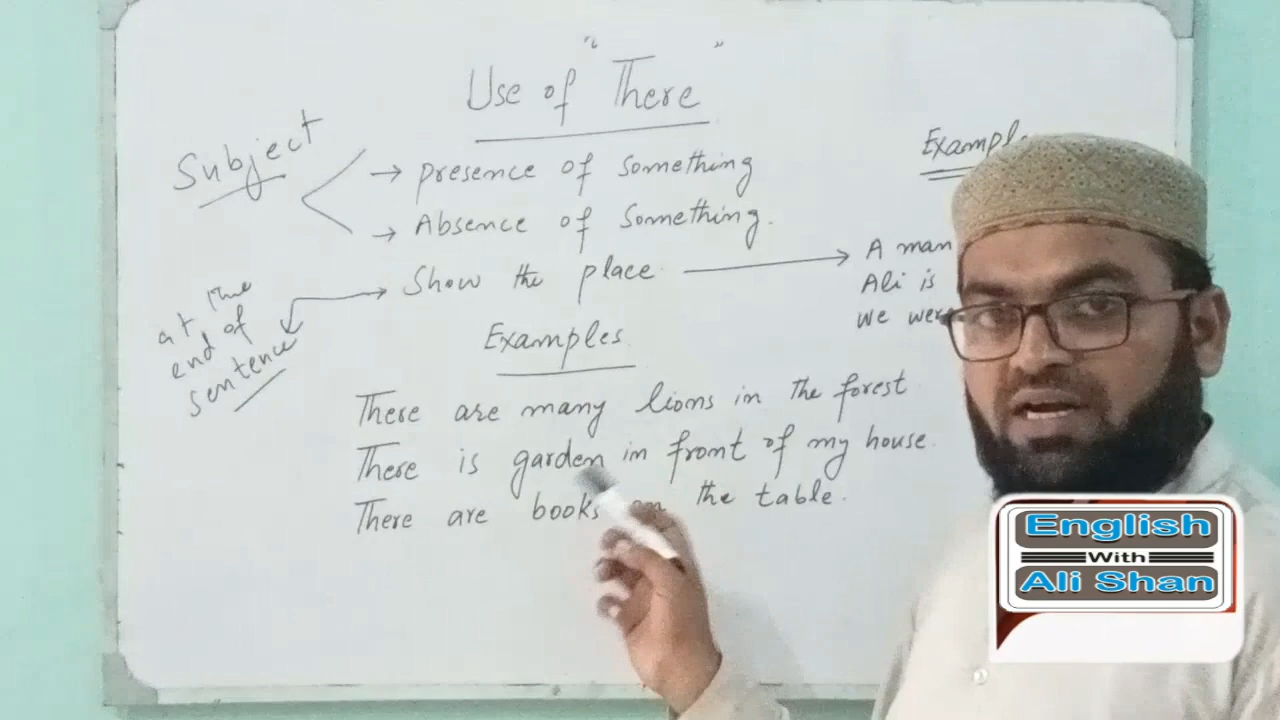 Use of "There"
Subject
→ presence of something
→ Absence of something.
→ Show the place →
at the
end of
sentence
A man
Ali is
we were
Examples
There are many lions in the forest
There is garden in front of my house.
There are books on the table.
English
With
Ali Shan